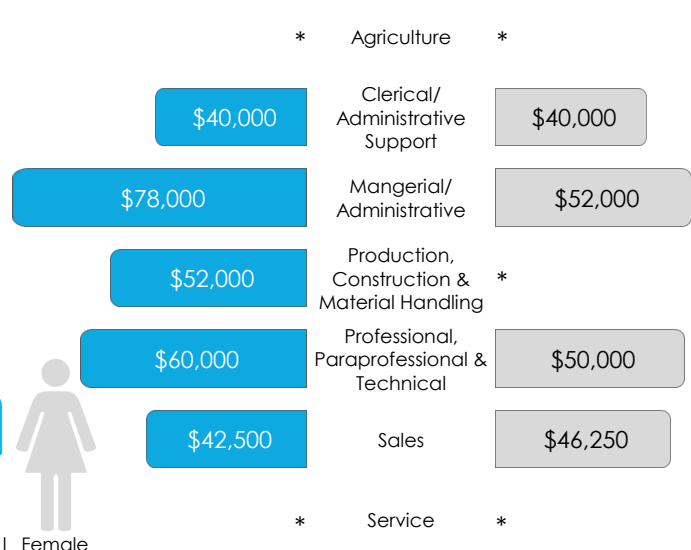 * Agriculture *
Clerical/
$40,000 Administrative $40,000
Support
$78,000 Mangerial/ $52,000
Administrative
Production,
$52,000 Construction & *
Material Handling
Professional,
$60,000 Paraprofessional & $50,000
Technical
$42,500 Sales $46,250
* Service *
Female